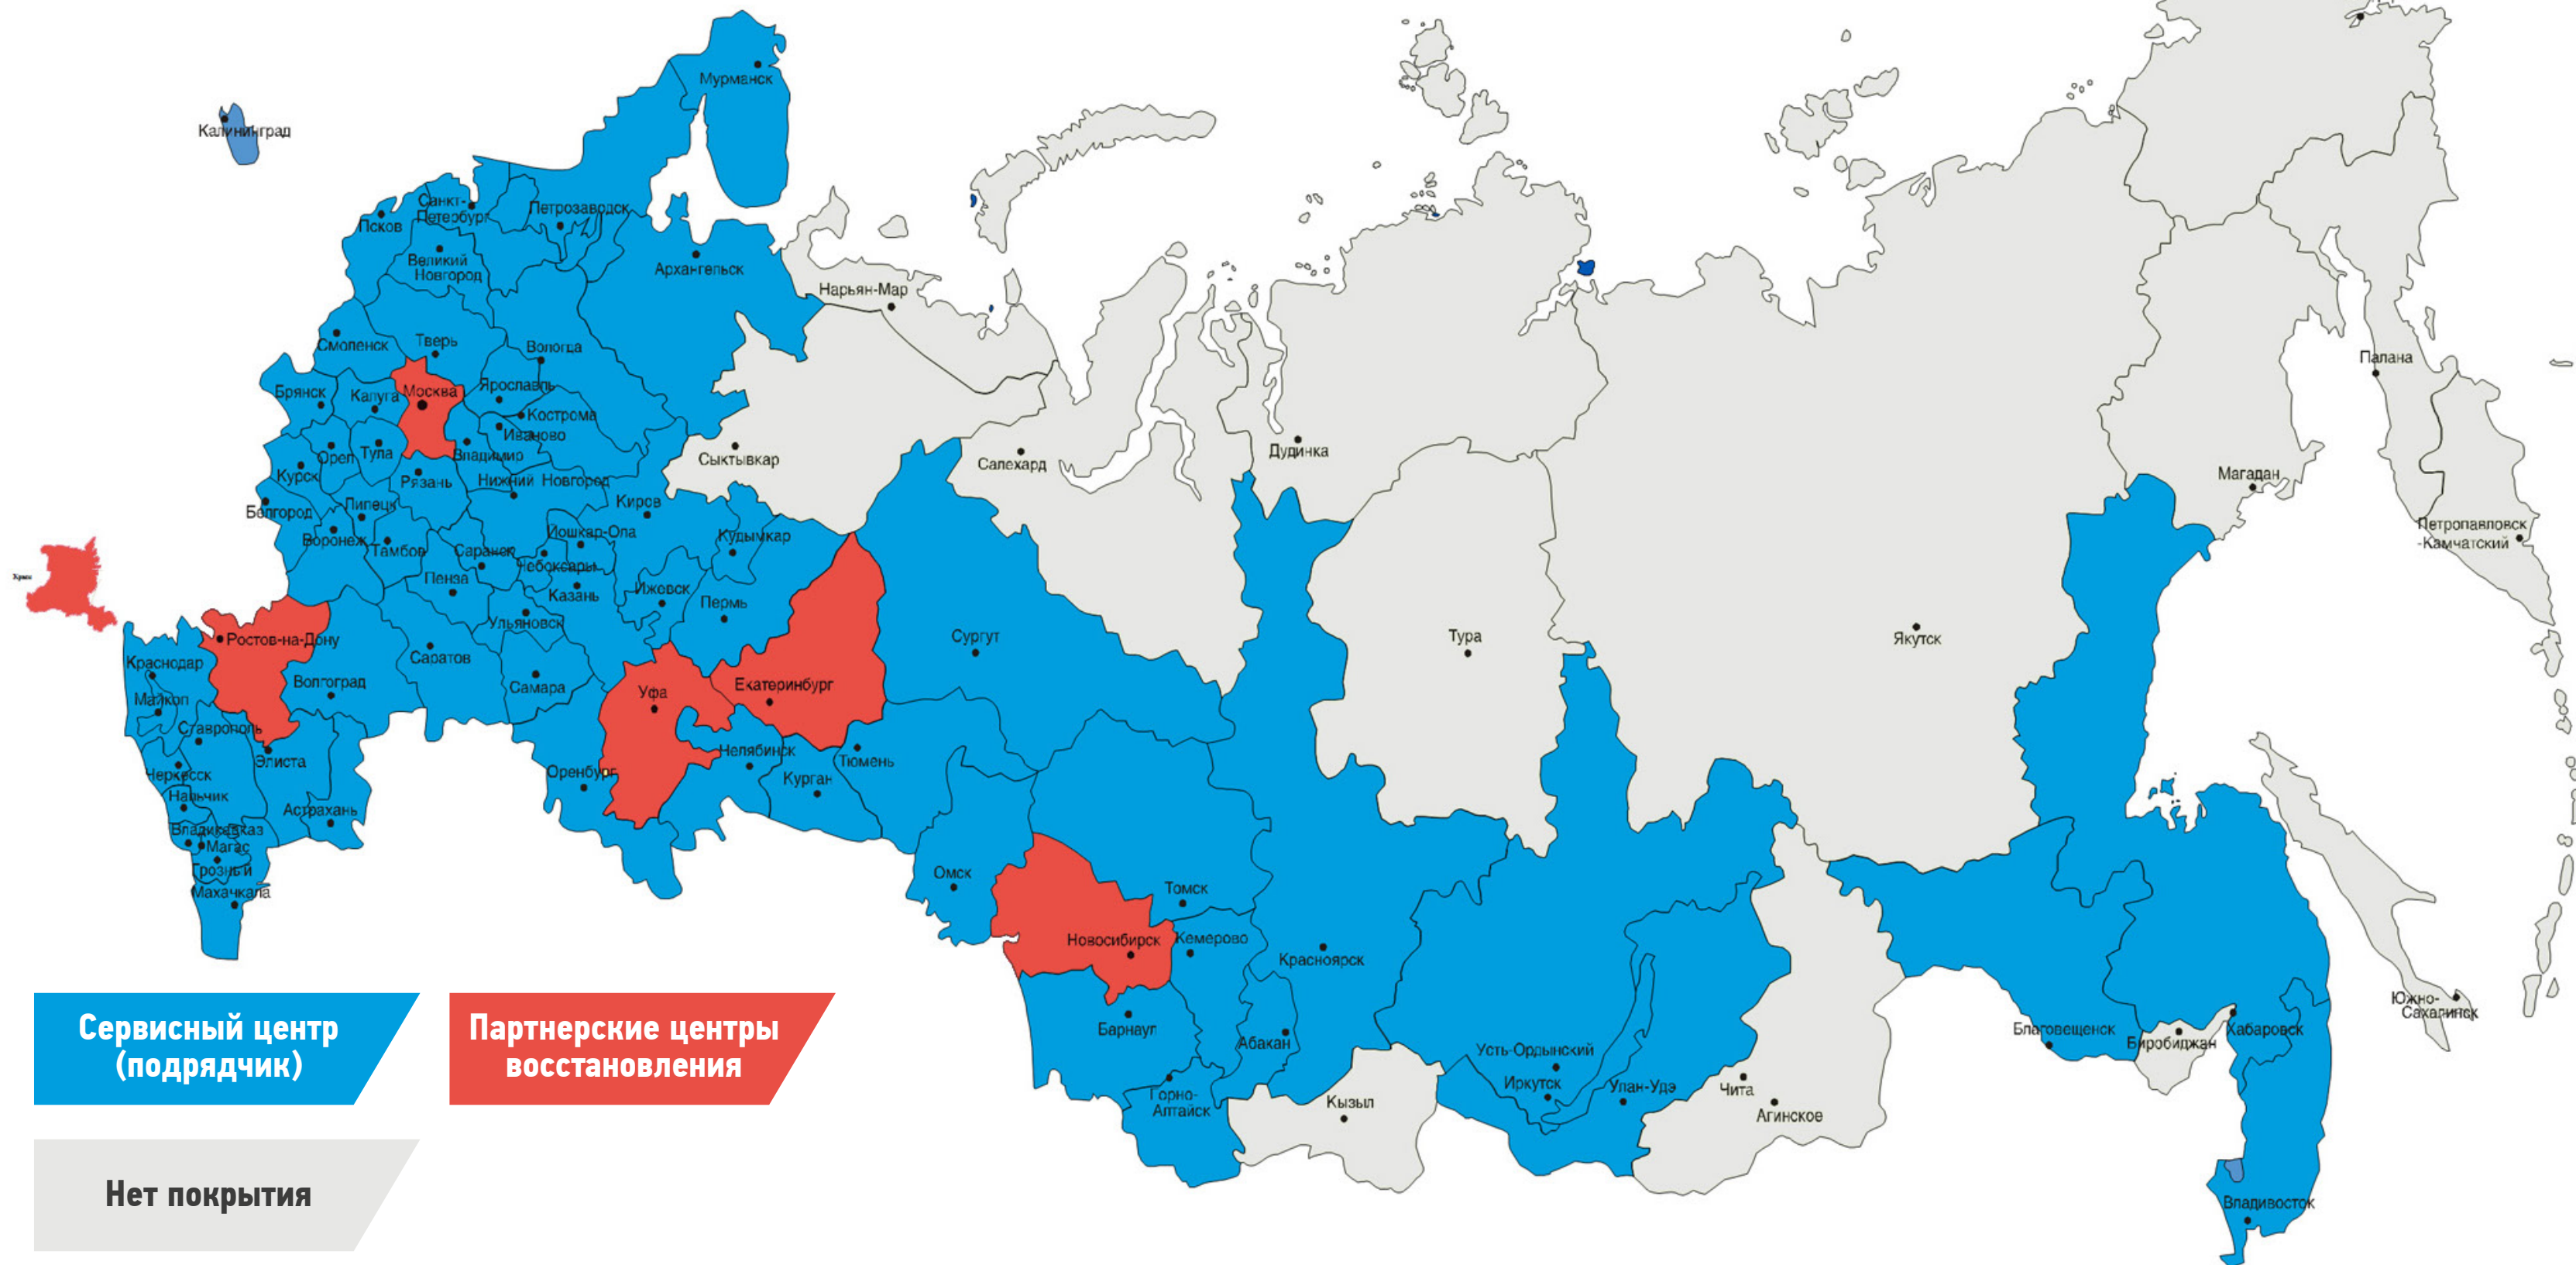 Мурманск
Калининград
Санкт-
Петербург
Петрозаводск
Псков
Великий
Новгород
Архангельск
Нарьян-Мар
Смоленск
Тверь
Вологда
Палана
Брянск
Калуга
Москва
Ярославль
Кострома
Иваново
Орел
Тула
Владимир
Сыктывкар
Салехард
Дудинка
Курск
Рязань
Нижний Новгород
Магадан
Белгород
Липецк
Киров
Воронеж
Тамбов
Саранск
Йошкар-Ола
Кудымкар
Петропавловск
-Камчатский
Чебоксары
Крым
Пенза
Казань
Ижевск
Пермь
Ульяновск
Ростов-на-Дону
Сургут
Тура
Якутск
Краснодар
Саратов
Волгоград
Самара
Уфа
Екатеринбург
Майкоп
Ставрополь
Элиста
Челябинск
Тюмень
Черкесск
Оренбург
Курган
Нальчик
Астрахань
Владикавказ
Магас
Грозный
Махачкала
Омск
Томск
Новосибирск
Кемерово
Красноярск
Южно-
Сахалинск
Барнаул
Абакан
Усть-Ордынский
Благовещенск
Биробиджан
Хабаровск
Горно-
Алтайск
Кызыл
Иркутск
Улан-Удэ
Чита
Агинское
Владивосток
Сервисный центр
(подрядчик)
Партнерские центры
восстановления
Нет покрытия